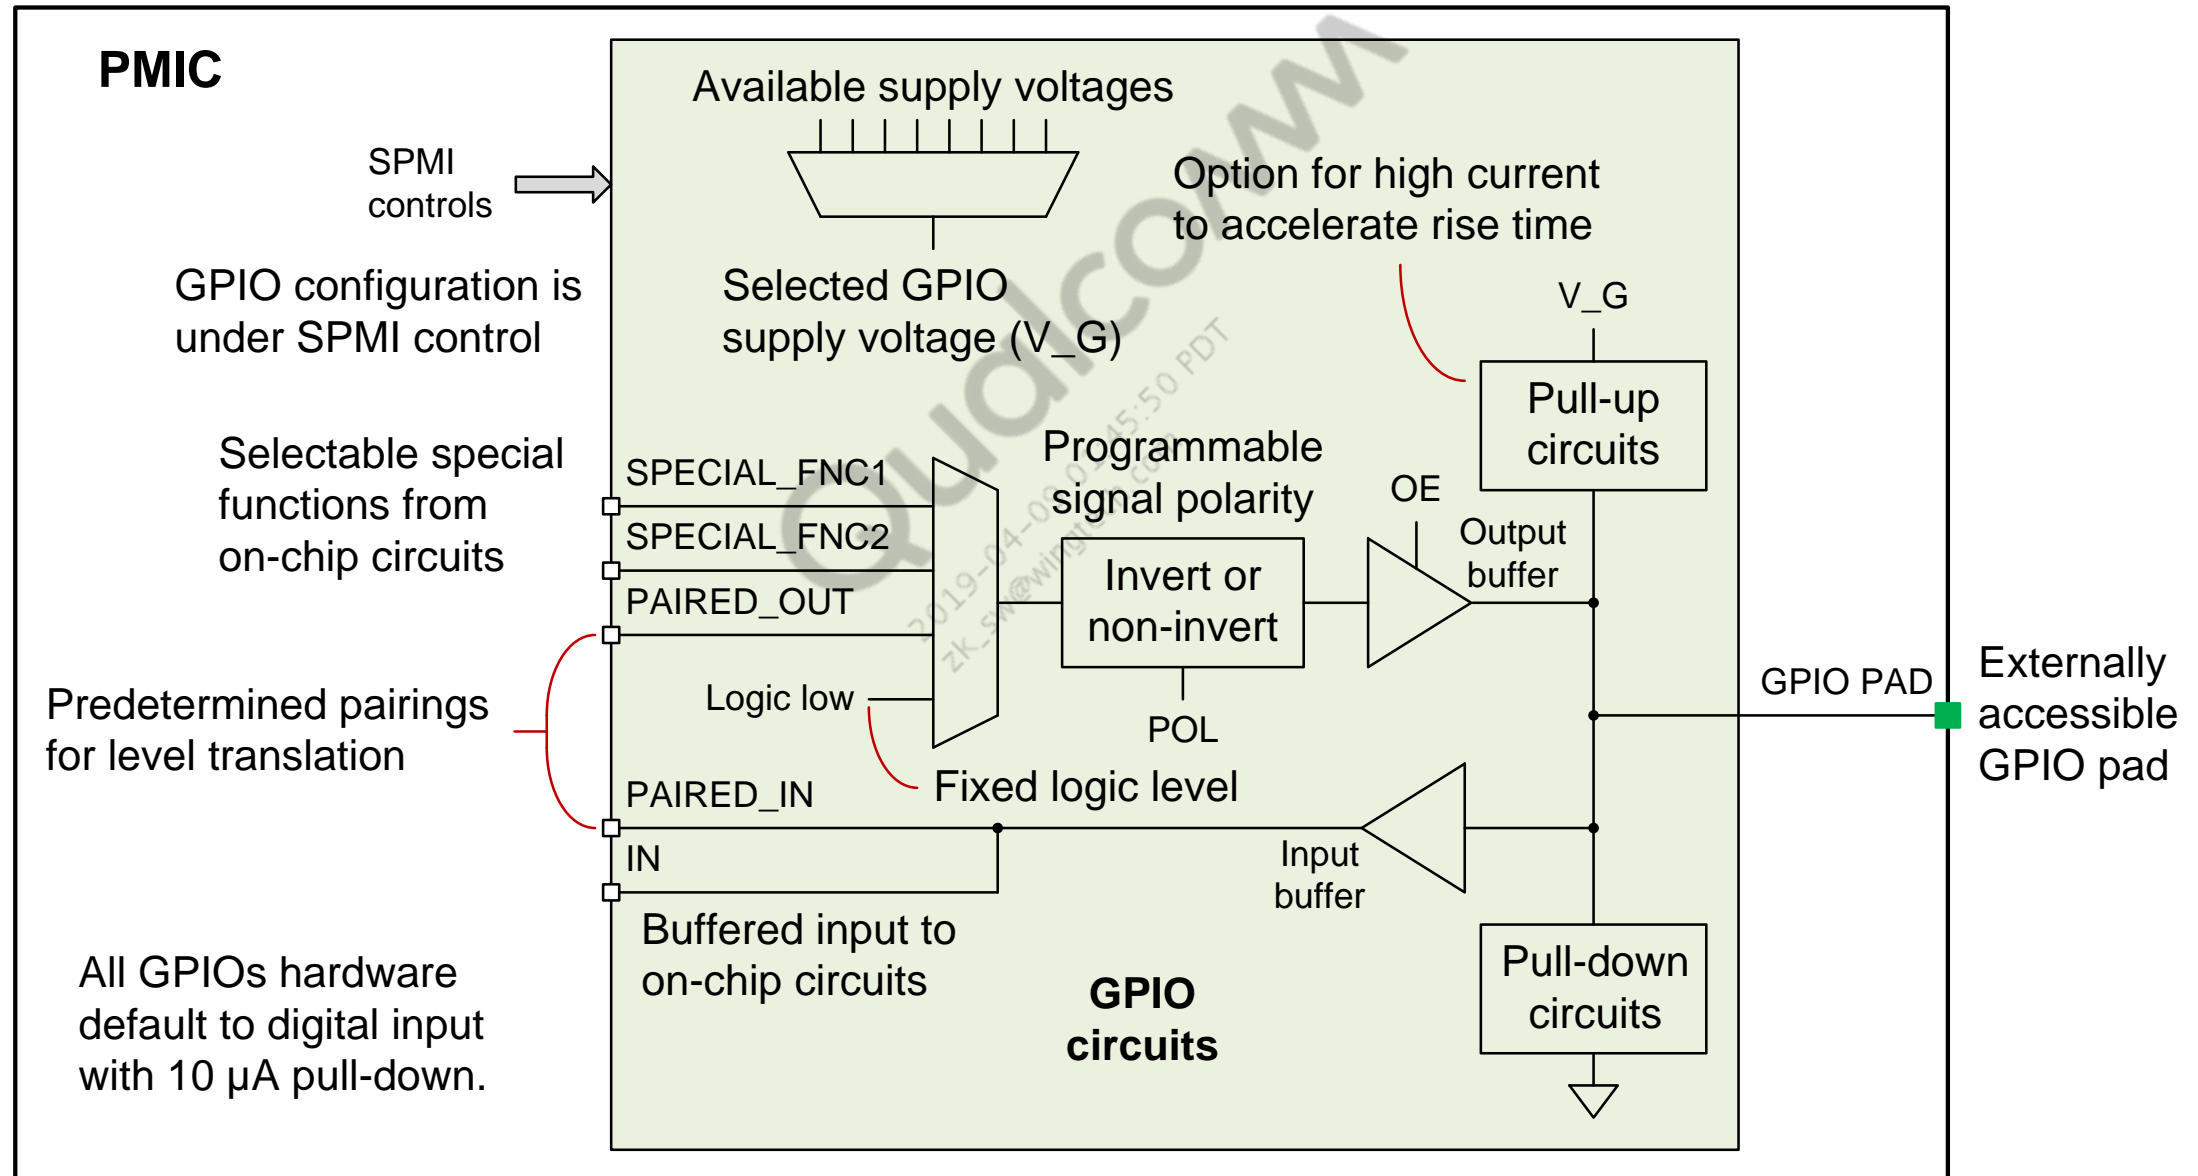 PMIC
Available supply voltages
SPMI
controls
Option for high current
to accelerate rise time
GPIO configuration is
under SPMI control
Selected GPIO
supply voltage (V_G)
V_G
Pull-up
circuits
Selectable special
functions from
on-chip circuits
SPECIAL_FNC1
SPECIAL_FNC2
PAIRED_OUT
Logic low
Programmable
signal polarity
Invert or
non-invert
POL
OE
Output
buffer
Predetermined pairings
for level translation
Fixed logic level
GPIO PAD
Externally
accessible
GPIO pad
PAIRED_IN
IN
Input
buffer
Buffered input to
on-chip circuits
Pull-down
circuits
GPIO
circuits
All GPIOs hardware
default to digital input
with 10 µA pull-down.
Qualcomm